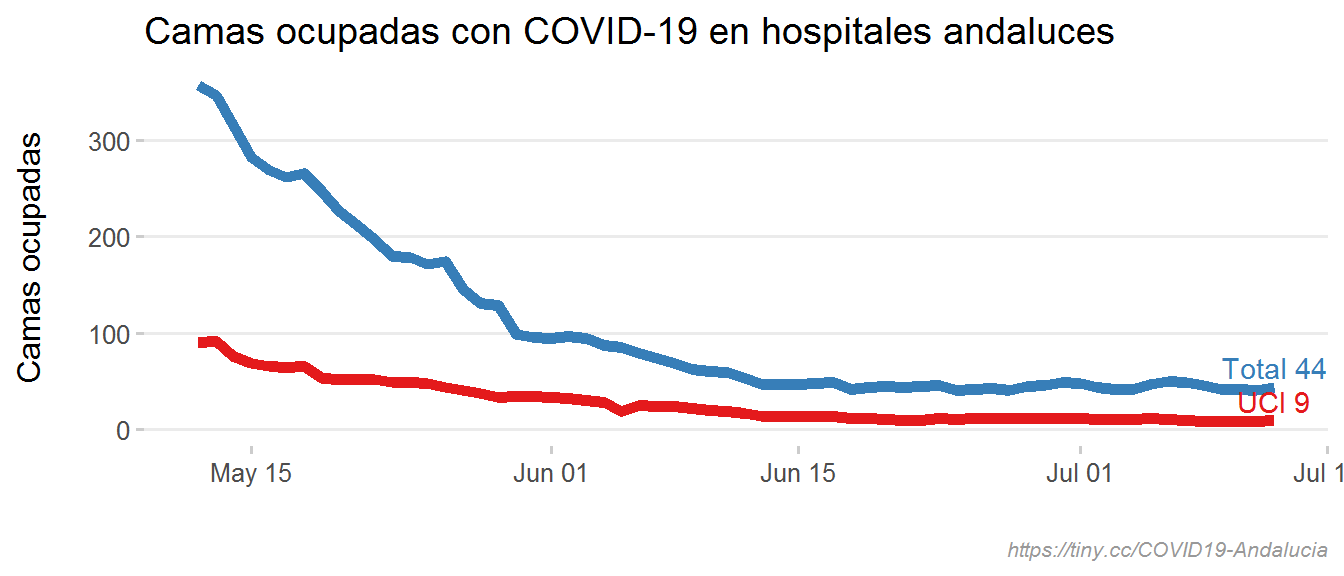 Camas ocupadas con COVID-19 en hospitales andaluces
Camas ocupadas
300
200
100
0
Total 44
UCI 9
May 15
Jun 01
Jun 15
Jul 01
Jul 1
https://tiny.cc/COVID19-Andalucia